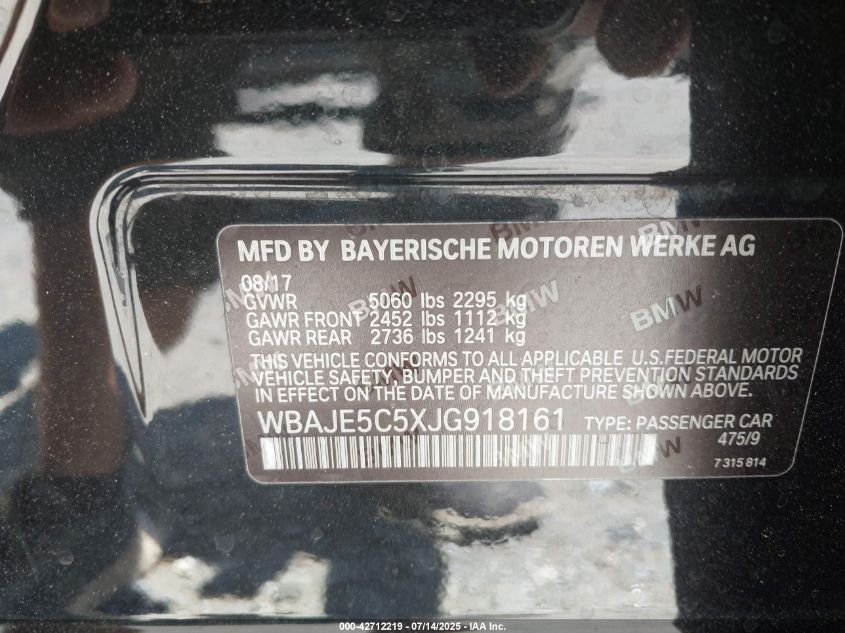 MFD BY BAYERISCHE MOTOREN WERKE AG
08/17
GVWR 5060 lbs 2295 kg
GAWR FRONT 2452 lbs 1112 kg
GAWR REAR 2736 lbs 1241 kg
THIS VEHICLE CONFORMS TO ALL APPLICABLE U.S.FEDERAL MOTOR
VEHICLE SAFETY, BUMPER AND THEFT PREVENTION STANDARDS
IN EFFECT ON THE DATE OF MANUFACTURE SHOWN ABOVE.
WBAJE5C5XJG918161 TYPE: PASSENGER CAR
475/9
7 315 814
BMW
000-42712219 - 07/14/2025 - IAA Inc.